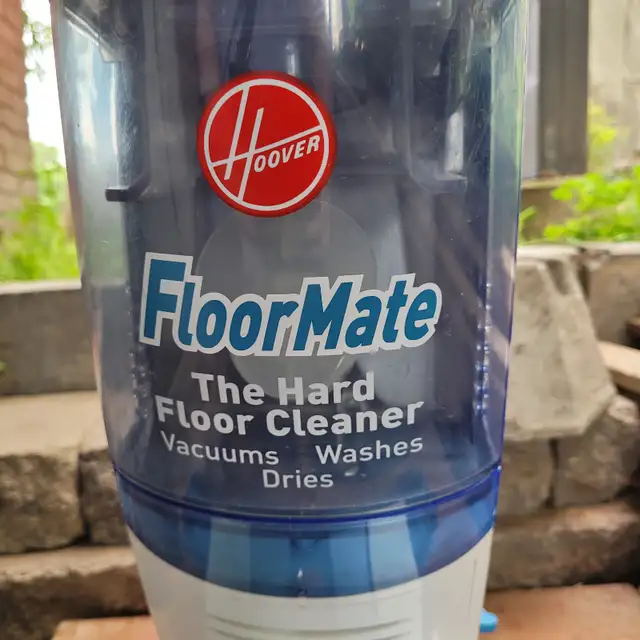 HOOVER
FLOORMATE
The Hard
Floor Cleaner
Vacuums Washes
Dries